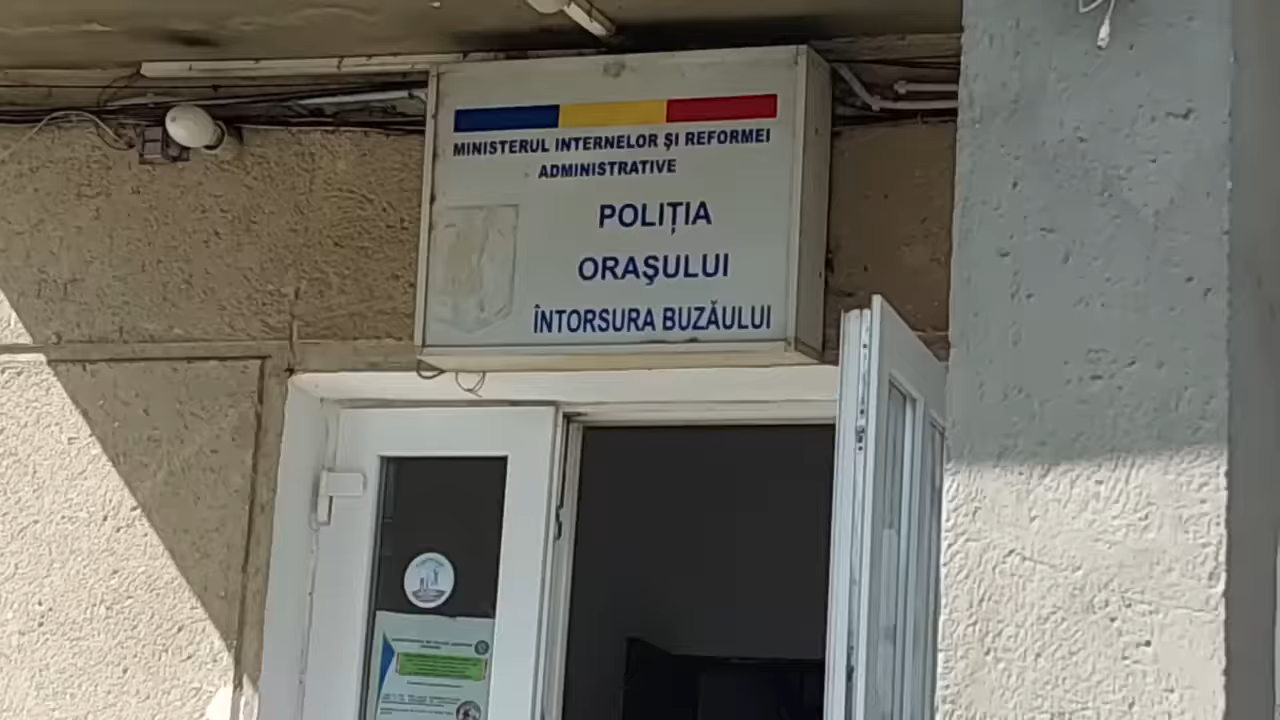 MINISTERUL INTERNELOR ŞI REFORMEI
ADMINISTRATIVE
POLIŢIA
ORAŞULUI
ÎNTORSURA BUZĂULUI